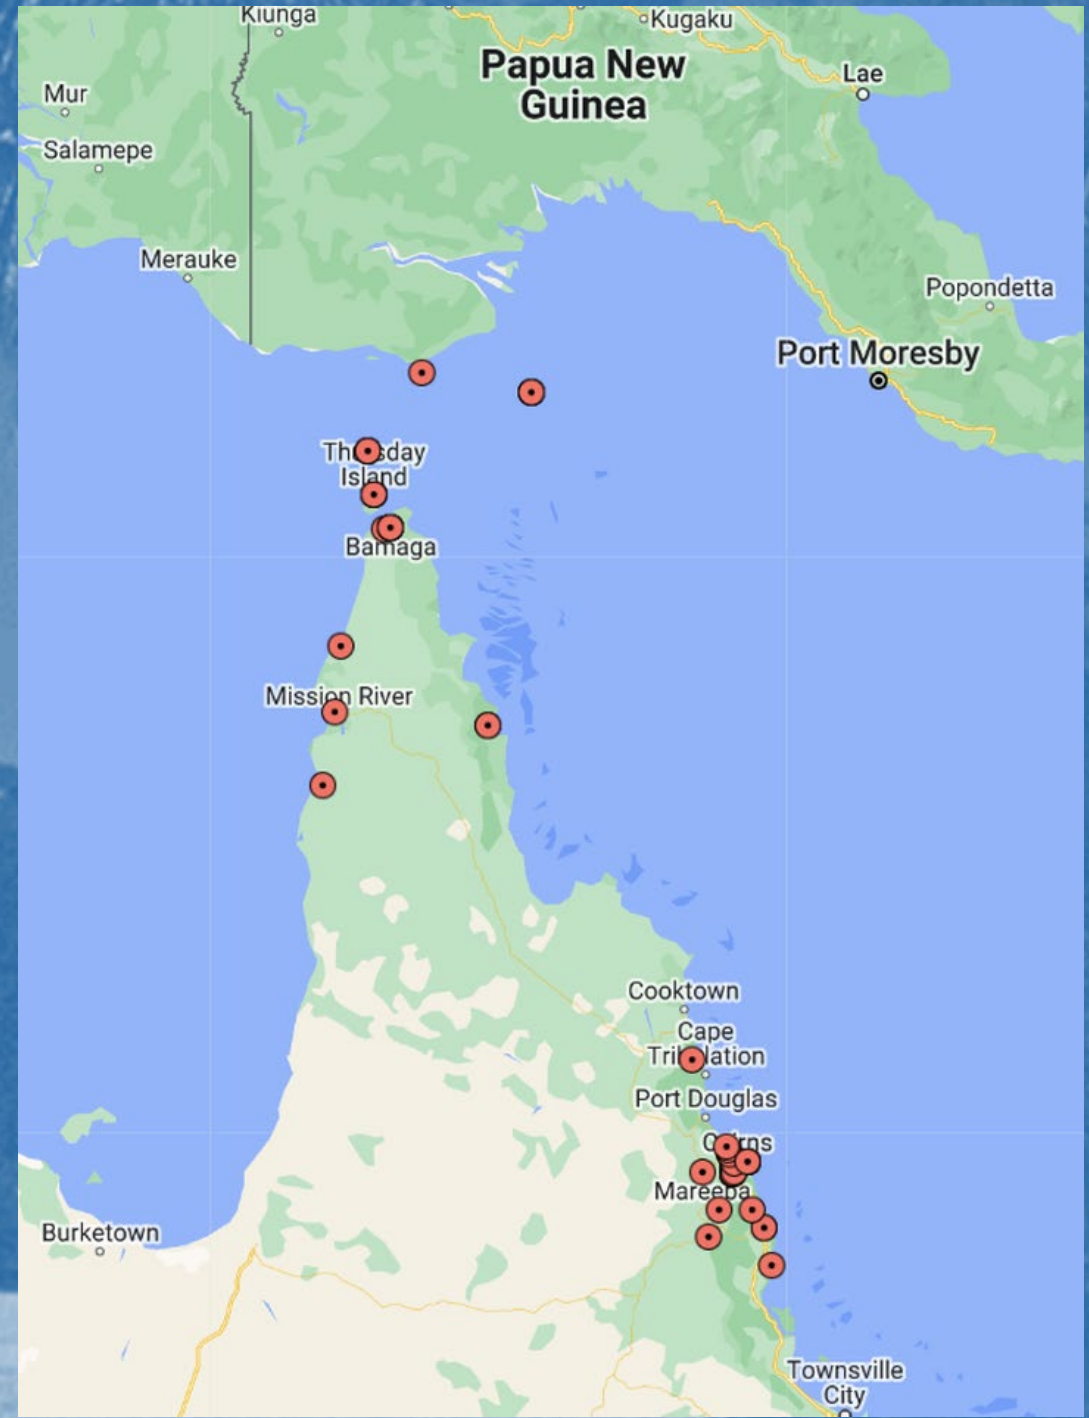 Kiunga
Kugaku
Papua New
Guinea
Lae
Mur
Salamepe
Merauke
Popondetta
Port Moresby
Thursday
Island
Bamaga
Mission River
Cooktown
Cape
Tribulation
Port Douglas
Cairns
Mareeba
Burketown
Townsville
City